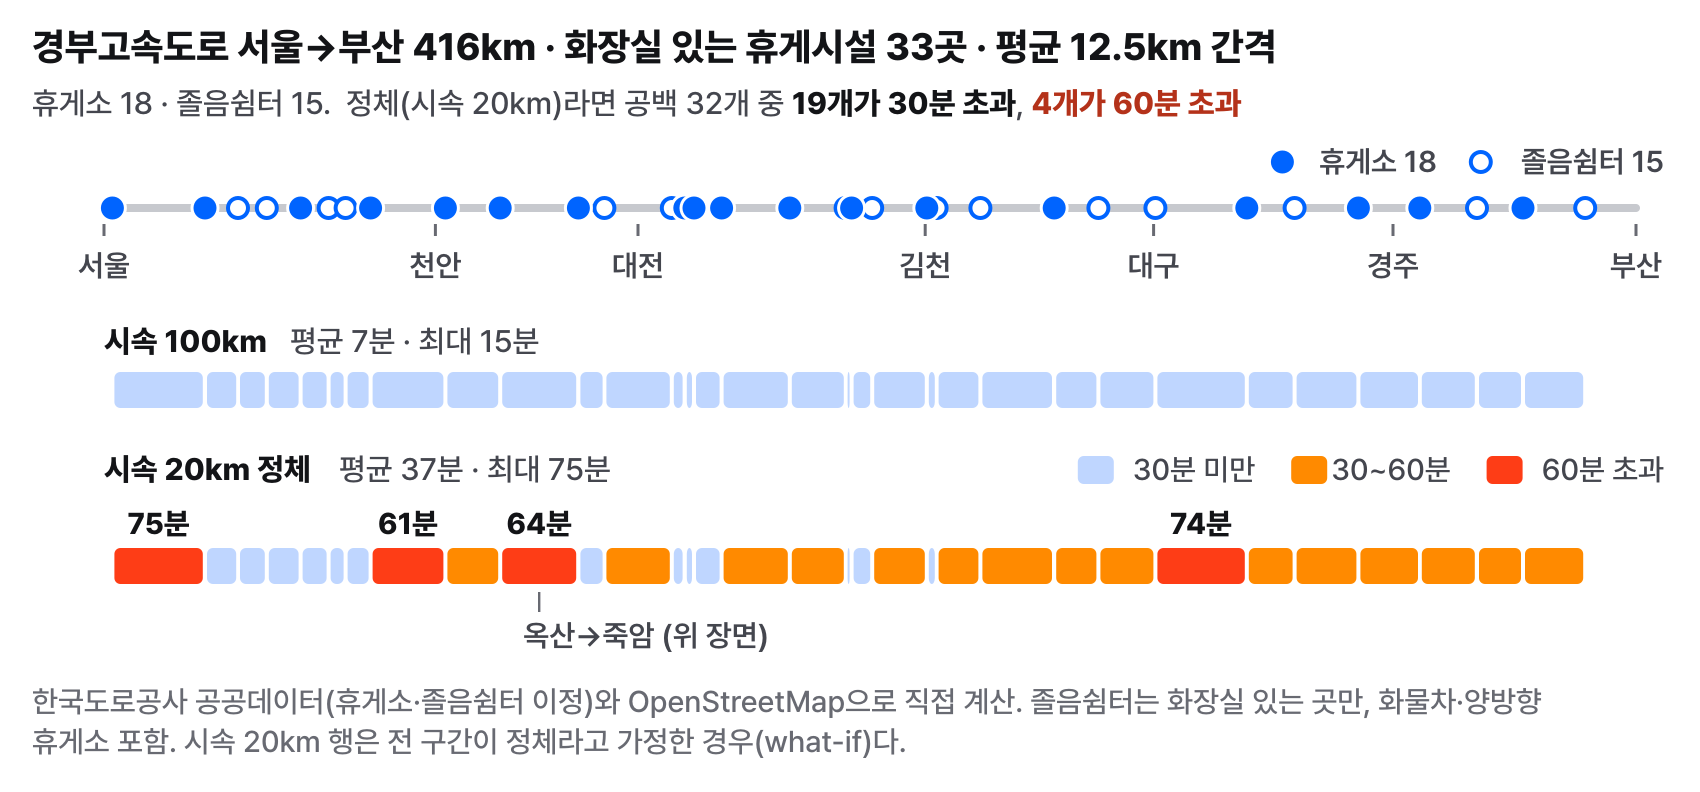 경부고속도로 서울→부산 416km · 화장실 있는 휴게시설 33곳 · 평균 12.5km 간격
휴게소 18 · 졸음쉼터 15. 정체(시속 20km)라면 공백 32개 중 19개가 30분 초과, 4개가 60분 초과
휴게소 18 졸음쉼터 15
서울 천안 대전 김천 대구 경주 부산
시속 100km 평균 7분 · 최대 15분
시속 20km 정체 평균 37분 · 최대 75분 30분 미만 30~60분 60분 초과
75분 61분 64분 74분
옥산→죽암 (위 장면)
한국도로공사 공공데이터(휴게소·졸음쉼터 이정)와 OpenStreetMap으로 직접 계산. 졸음쉼터는 화장실 있는 곳만, 화물차·양방향
휴게소 포함. 시속 20km 행은 전 구간이 정체라고 가정한 경우(what-if)다.